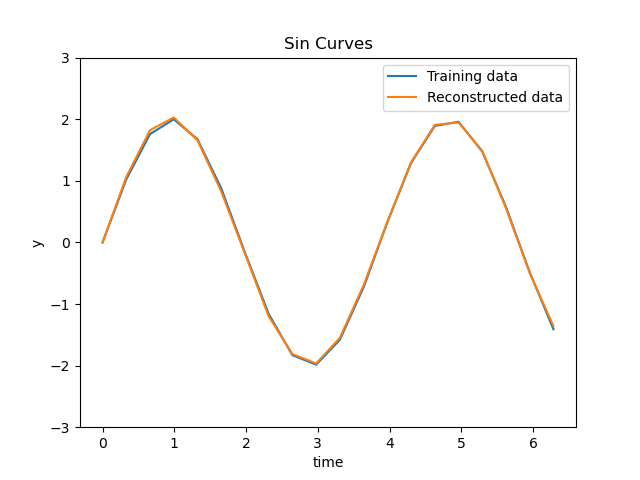 Sin Curves
Training data
Reconstructed data
3
2
1
0
−1
−2
−3
y
0 1 2 3 4 5 6
time